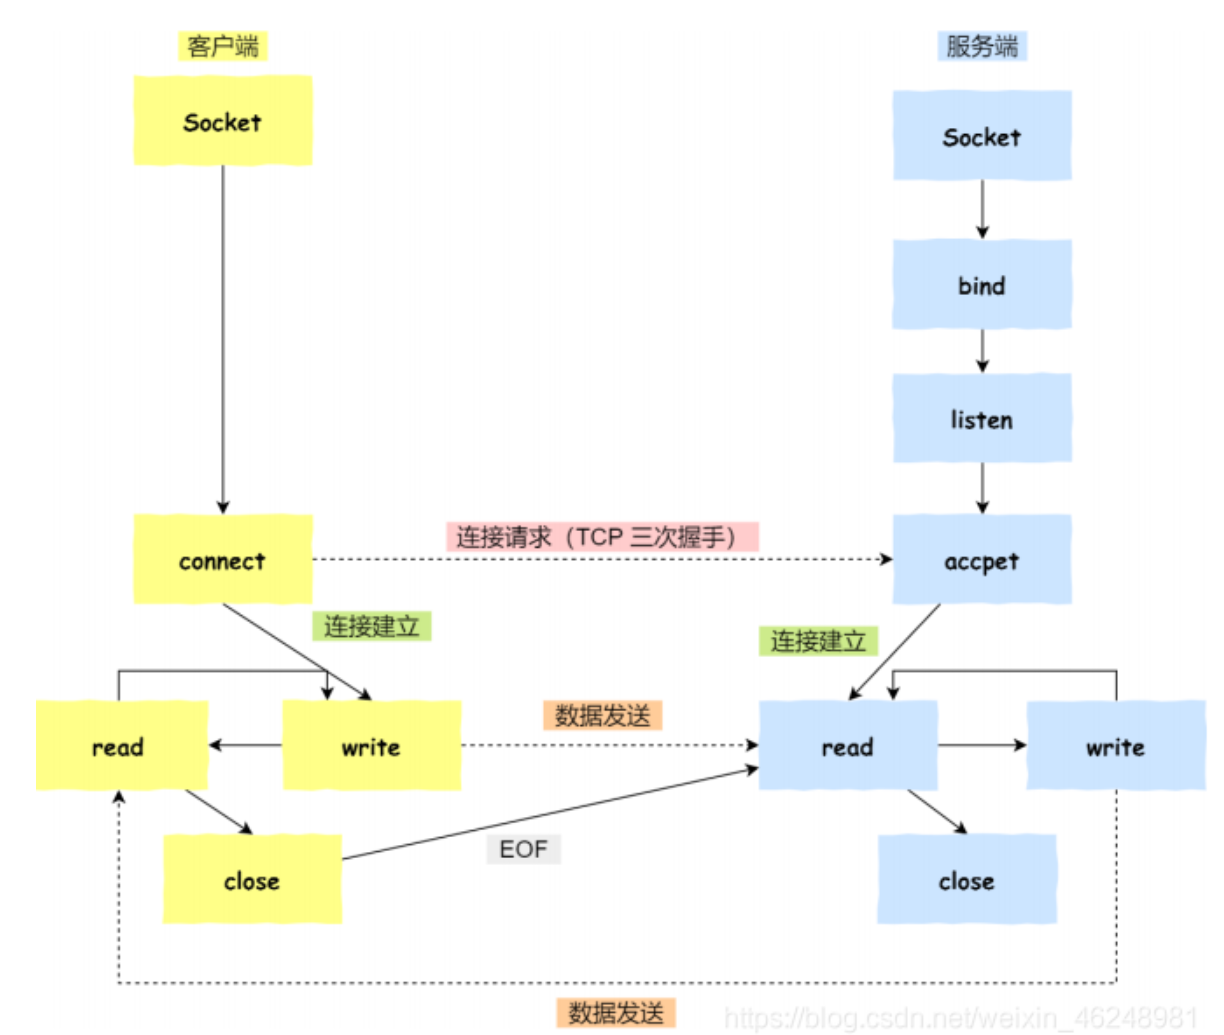 客户端
服务端
Socket
Socket
bind
listen
连接请求（TCP 三次握手）
connect
accpet
连接建立
连接建立
数据发送
read
write
read
write
EOF
close
close
数据发送
https://blog.csdn.net/weixin_46248981